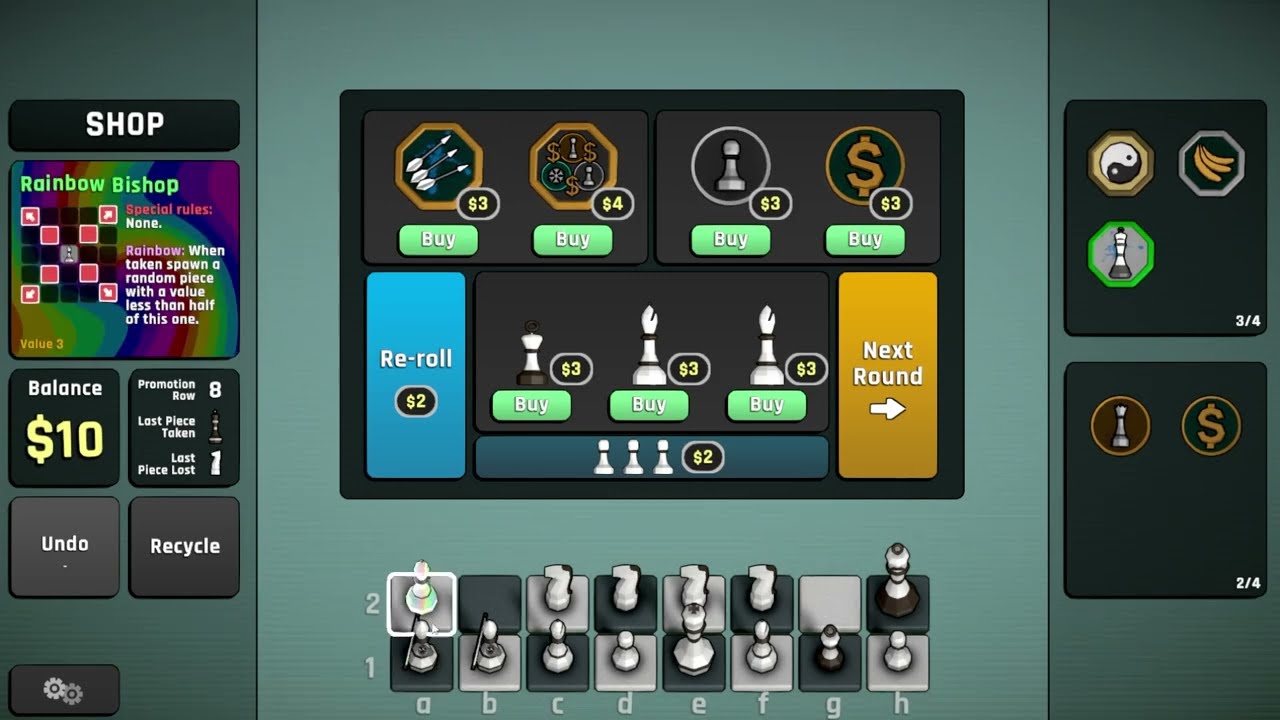 SHOP
Rainbow Bishop
Special rules:
None.
Rainbow: When
taken spawn a
random piece
with a value
less than half
of this one.
Value 3
Balance
$10
Promotion
Row
8
Last Piece
Taken
Last
Piece Lost
Undo
-
Recycle
$3
$4
$3
$3
Buy
Buy
Buy
Buy
Re-roll
$2
$3
$3
$3
Buy
Buy
Buy
$2
Next
Round
3/4
2/4
2
1
a
b
c
d
e
f
g
h